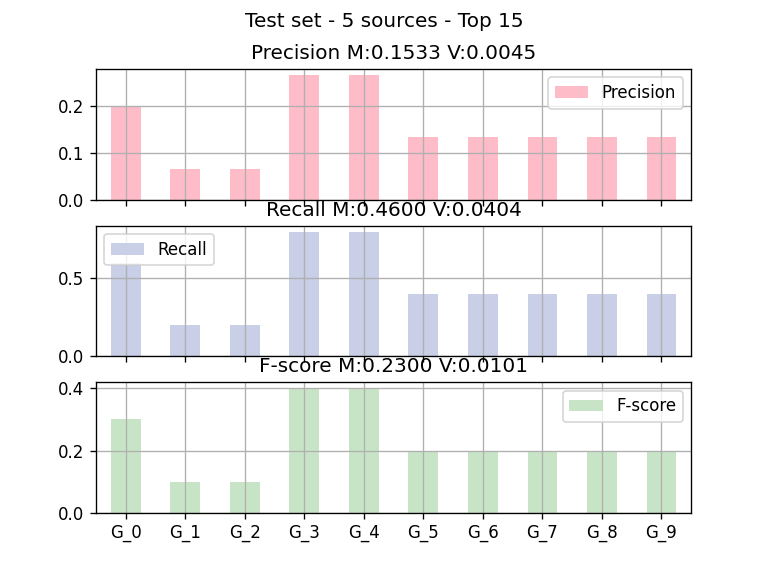 Test set - 5 sources - Top 15
Precision M:0.1533 V:0.0045
0.2
0.1
0.0
Precision
Recall M:0.4600 V:0.0404
0.5
0.0
Recall
F-score M:0.2300 V:0.0101
0.4
0.2
0.0
F-score
G_0 G_1 G_2 G_3 G_4 G_5 G_6 G_7 G_8 G_9